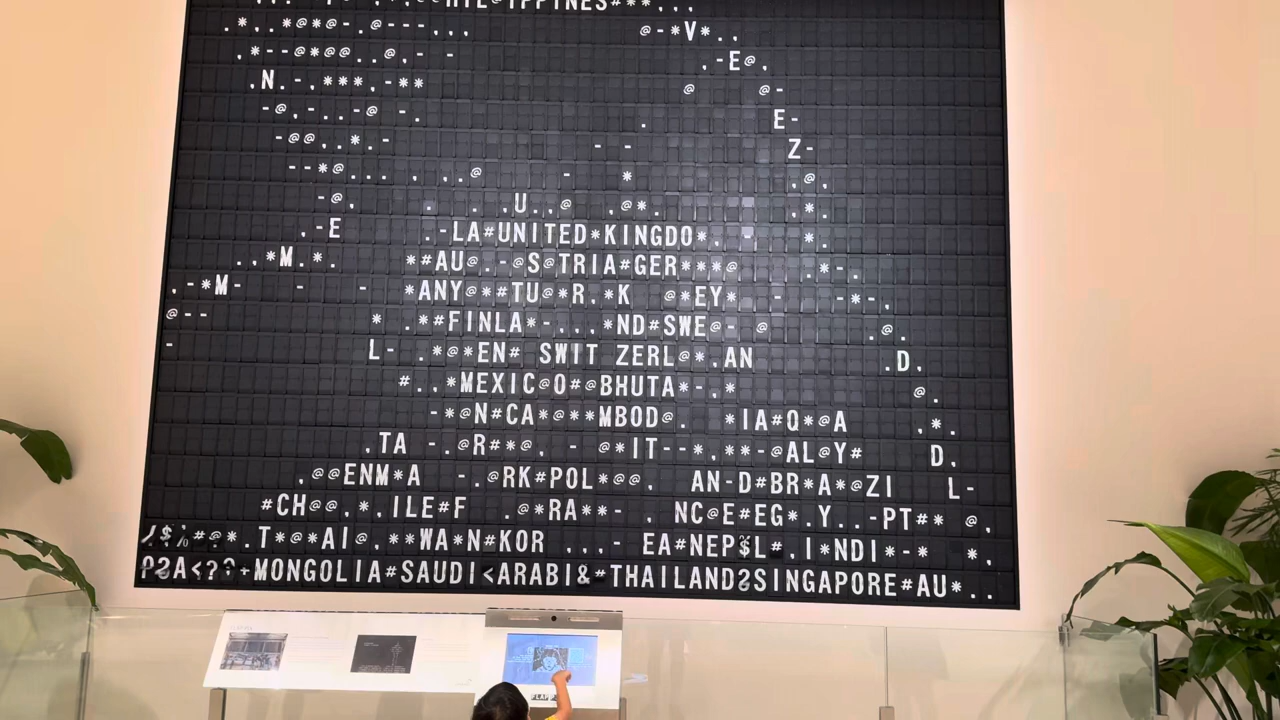 @HIL@IPPINES#**,,,
.*@@@-.@*---,,. @-*V*.,
*--@*@@..@,- - .-E@,
,N.-,***,-** @ @-
-@,-,..-@ -. . E-
-@@,.*.- - - Z-
--*@... . ..@ - * ,@,
-@, . . .U..@ .@*. ,*.
,-E .-LA#UNITED*KINGDO*. *.
.,*M.*. *#AU@.-@S@TRIA#GER***@ .*-.
,-*M- - - *ANY@*#TU@*R.*K @*EY* - -*-,
@-- * .*#FINLA*-,,.*ND#SWE@- @ .@.
- L- .*@*EN# SWIT ZERL@*.AN .D,
#..*MEXIC@O#@BHUTA*-,* @.
-*@N#CA*@**MBOD@. *IA#Q*@A ,*.
,TA -.@R#*@, - @*IT--*,**-@AL@Y# D,
,@@ENM*A -.@RK#POL*@@, AN-D#BR*A*@ZI L-
#CH@@,*,ILE#F .@*RA**- , NC@E#EG*.Y..-PT#* @,
#@*.T*@*AI@,**WA*N#KOR ,,,- EA#NEP$L*.I*NDI*-* *,
A<?+MONGOLIA#SAUDI<ARABI&#THAILAND SINGAPORE#AU*..